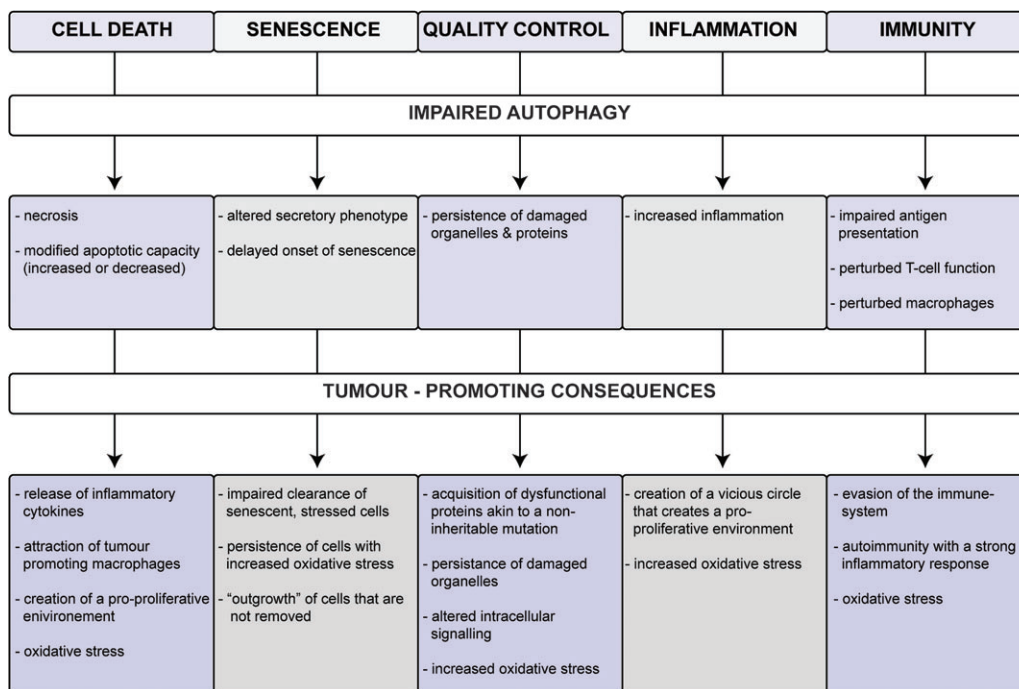 CELL DEATH
SENESCENCE
QUALITY CONTROL
INFLAMMATION
IMMUNITY
IMPAIRED AUTOPHAGY
- necrosis
- modified apoptotic capacity
(increased or decreased)
- altered secretory phenotype
- delayed onset of senescence
- persistence of damaged
organelles & proteins
- increased inflammation
- impaired antigen
presentation
- perturbed T-cell function
- perturbed macrophages
TUMOUR - PROMOTING CONSEQUENCES
- release of inflammatory
cytokines
- attraction of tumour
promoting macrophages
- creation of a pro-proliferative
enivironement
- oxidative stress
- impaired clearance of
senescent, stressed cells
- persistence of cells with
increased oxidative stress
- “outgrowth” of cells that are
not removed
- acquisition of dysfunctional
proteins akin to a non-
inheritable mutation
- persistance of damaged
organelles
- altered intracellular
signalling
- increased oxidative stress
- creation of a vicious circle
that creates a pro-
proliferative environment
- increased oxidative stress
- evasion of the immune-
system
- autoimmunity with a strong
inflammatory response
- oxidative stress